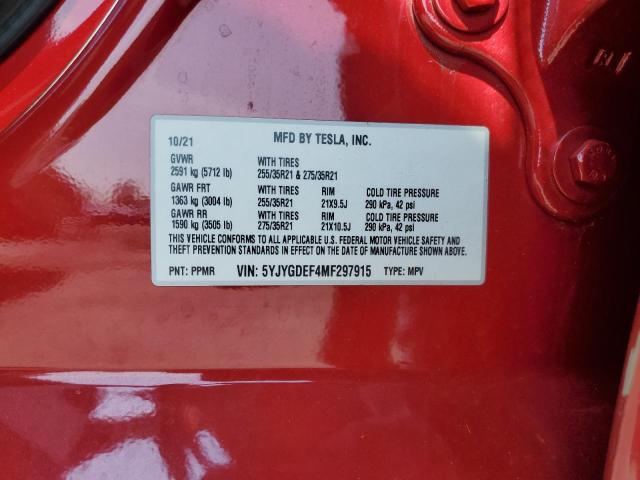 10/21 MFD BY TESLA, INC.
GVWR WITH TIRES
2591 kg (5712 lb) 255/35R21 & 275/35R21
GAWR FRT WITH TIRES RIM COLD TIRE PRESSURE
1363 kg (3004 lb) 255/35R21 21X9.5J 290 kPa, 42 psi
GAWR RR WITH TIRES RIM COLD TIRE PRESSURE
1590 kg (3505 lb) 275/35R21 21X10.5J 290 kPa, 42 psi
THIS VEHICLE CONFORMS TO ALL APPLICABLE U.S. FEDERAL MOTOR VEHICLE SAFETY AND
THEFT PREVENTION STANDARDS IN EFFECT ON THE DATE OF MANUFACTURE SHOWN ABOVE.
PNT: PPMR VIN: 5YJYGDEF4MF297915 TYPE: MPV